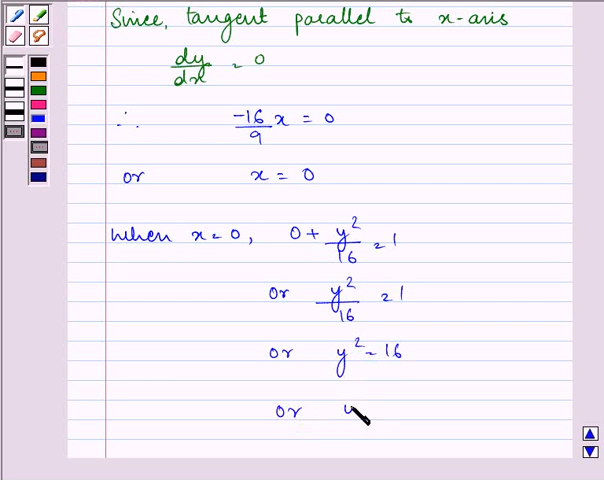 Since, tangent parallel to x-axis
dy/dx = 0
∴ -16/9 x = 0
or x = 0
When x = 0, 0 + y²/16 = 1
or y²/16 = 1
or y² = 16
or